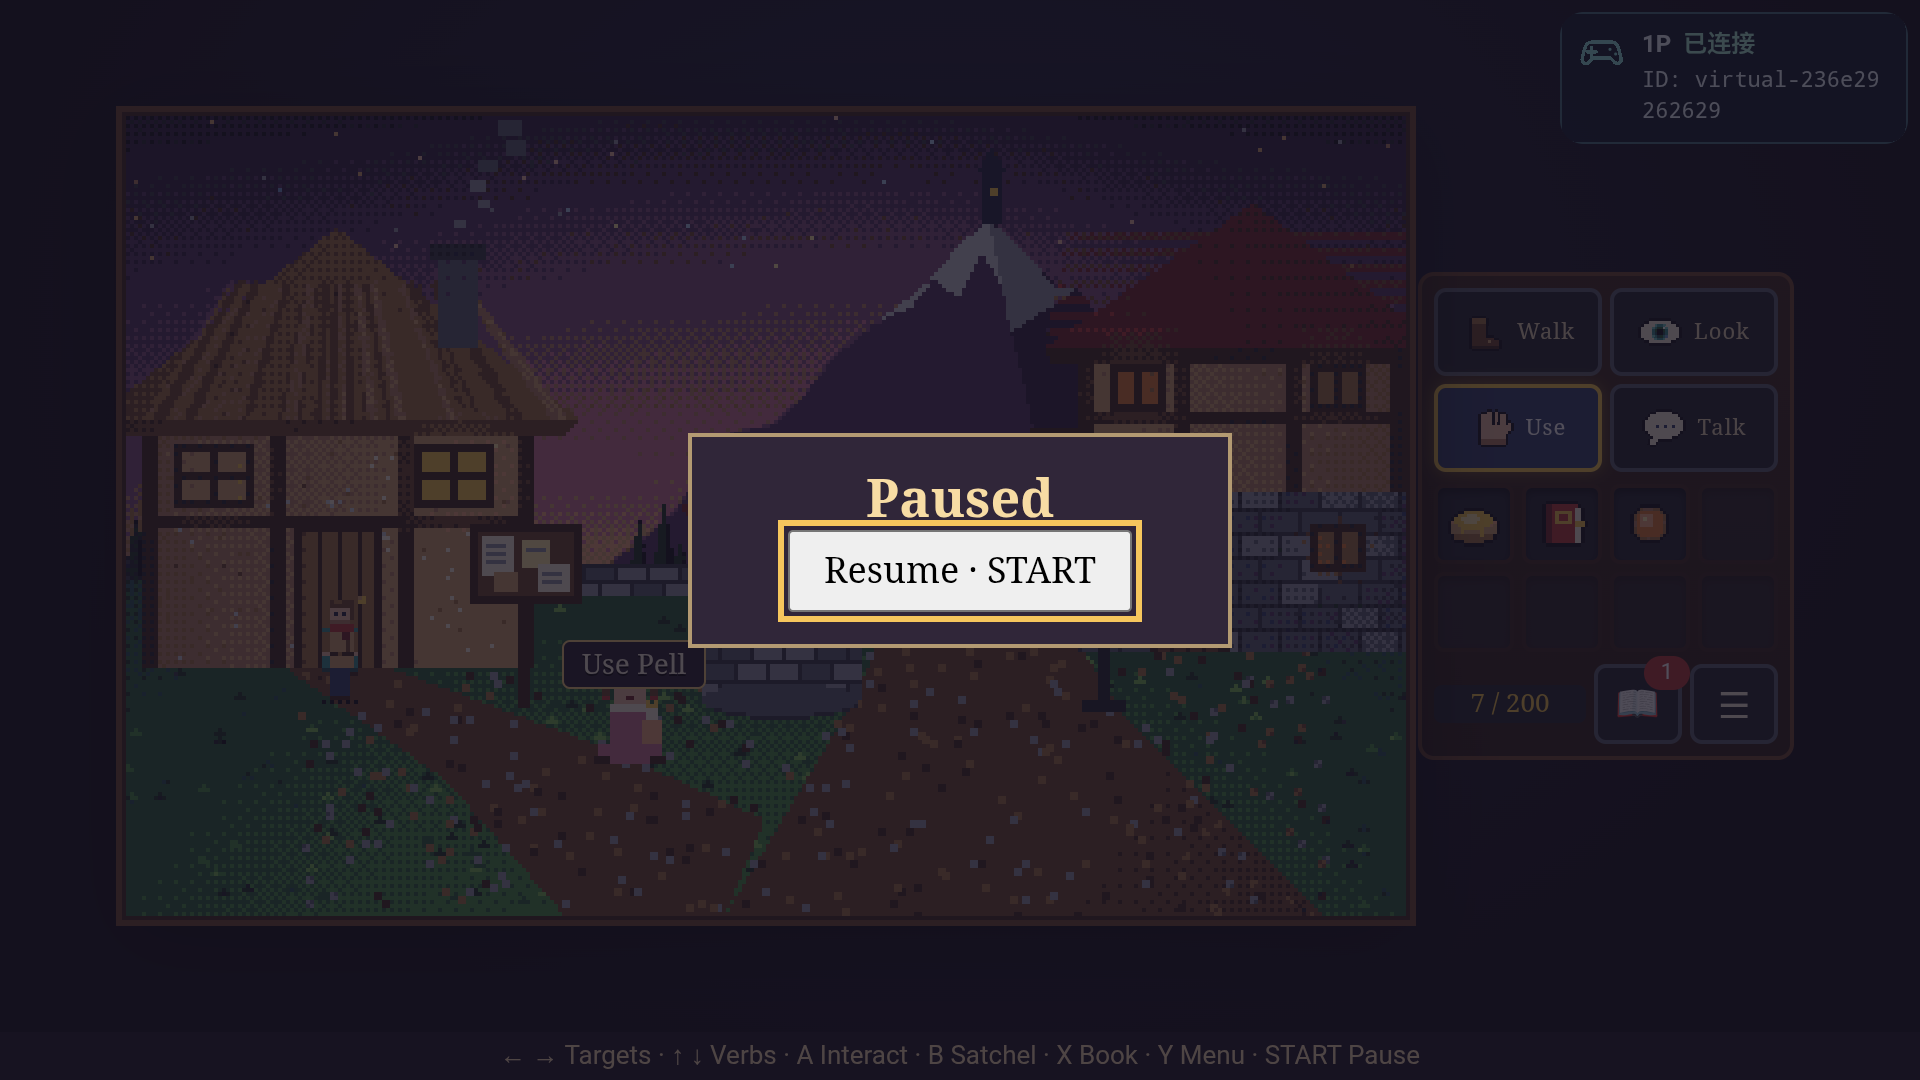 1P 已连接
ID: virtual-236e29
262629
Walk
Look
Use
Talk
Paused
Resume · START
Use Pell
1
7 / 200
← → Targets · ↑ ↓ Verbs · A Interact · B Satchel · X Book · Y Menu · START Pause